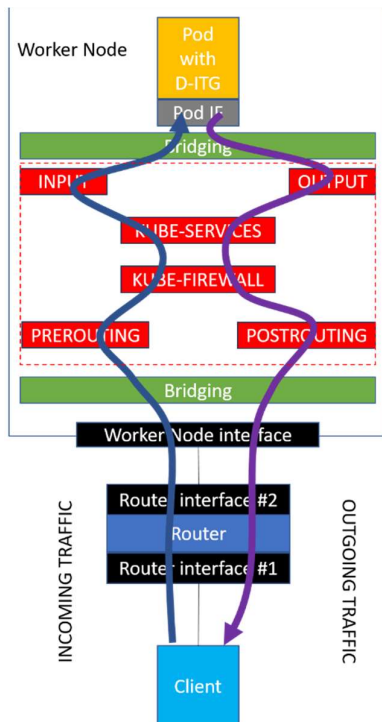 Worker Node
Pod
with
D-ITG
Pod IF
Bridging
INPUT
OUTPUT
KUBE-SERVICES
KUBE-FIREWALL
PREROUTING
POSTROUTING
Bridging
Worker Node interface
Router interface #2
Router
Router interface #1
INCOMING TRAFFIC
OUTGOING TRAFFIC
Client